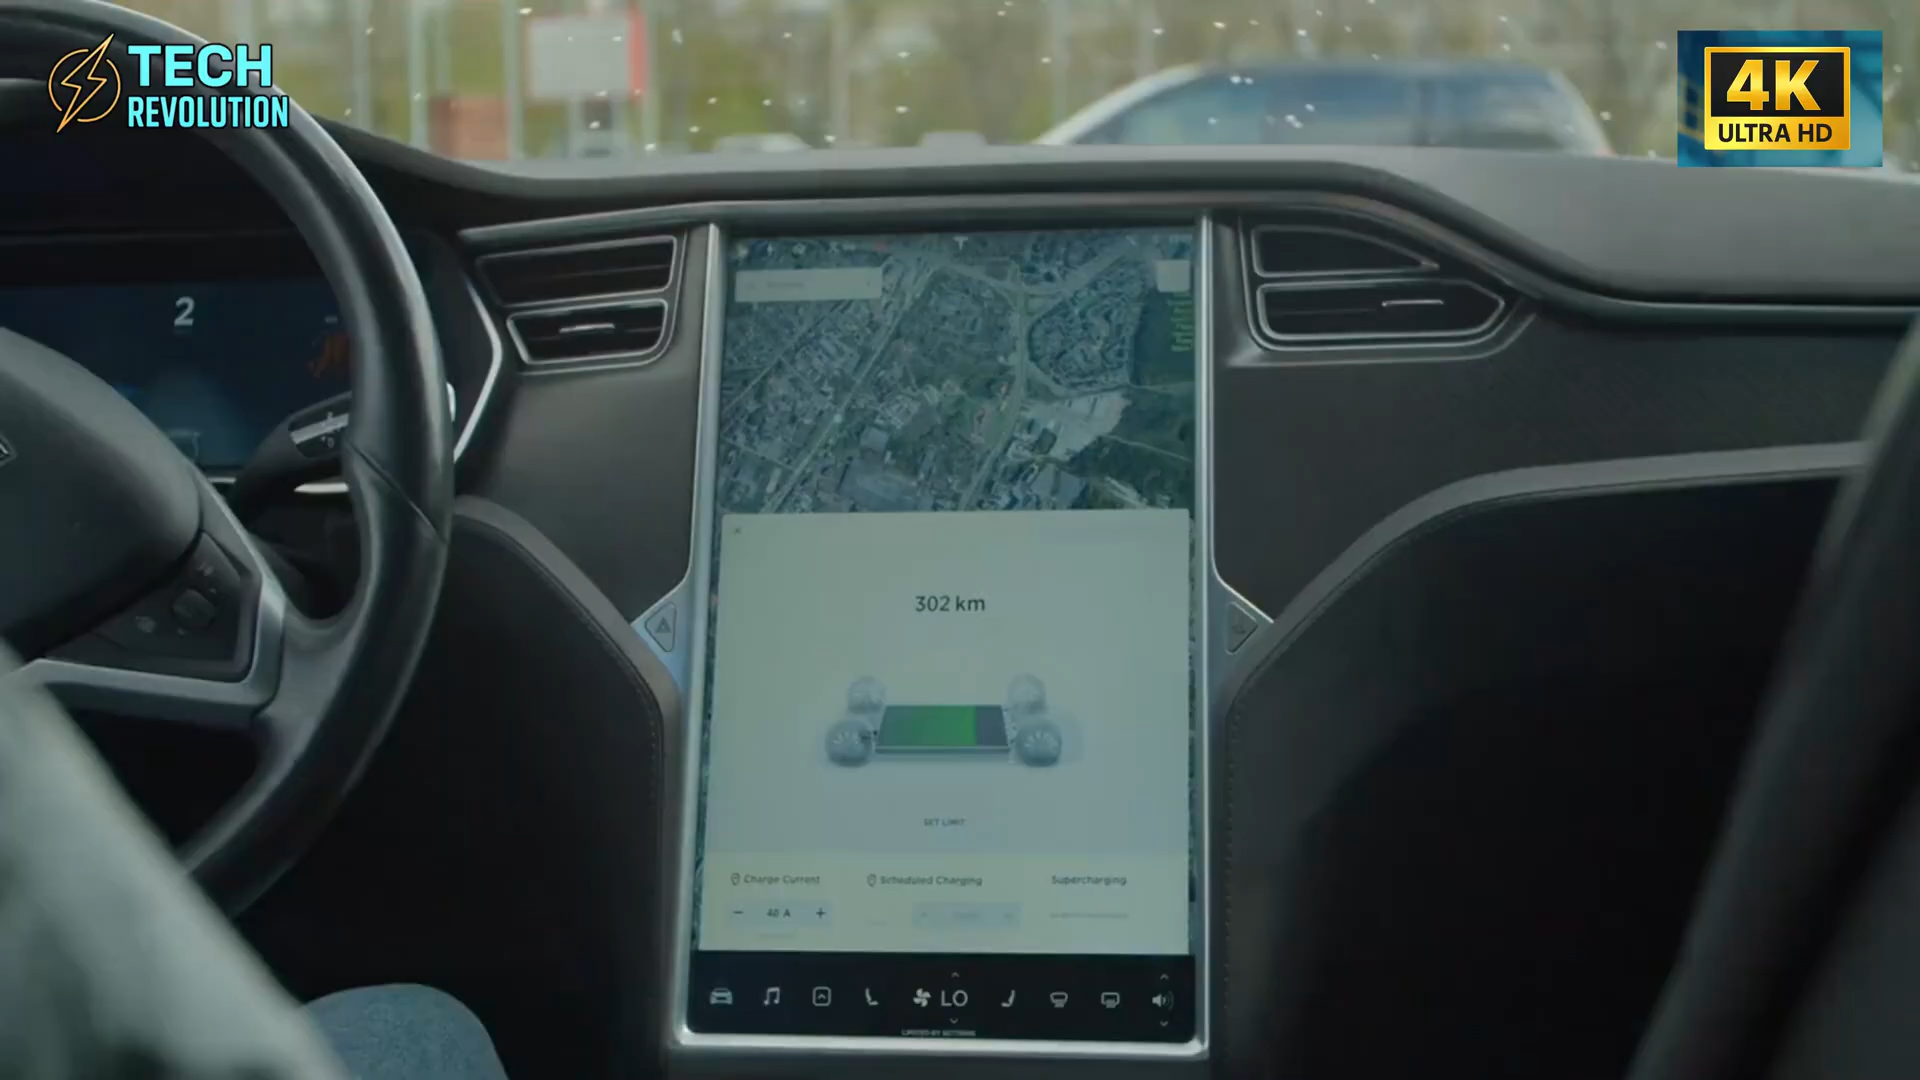 TECH
REVOLUTION
4K
ULTRA HD
2
302 km
SET LIMIT
Charge Current
Scheduled Charging
Supercharging
− 40 A +
LO